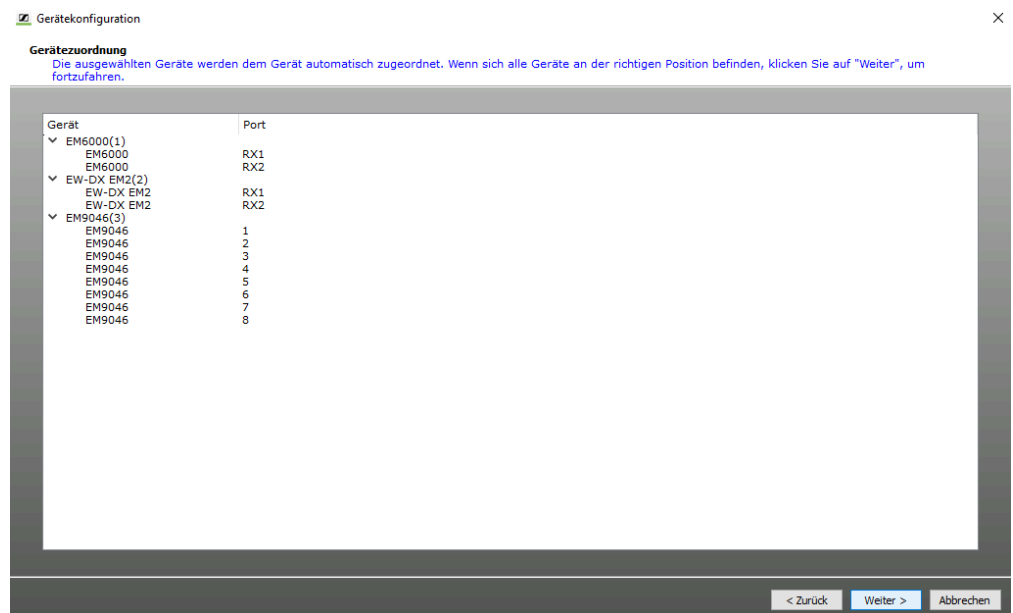 Gerätekonfiguration
Gerätezuordnung
Die ausgewählten Geräte werden dem Gerät automatisch zugeordnet. Wenn sich alle Geräte an der richtigen Position befinden, klicken Sie auf "Weiter", um
fortzufahren.
Gerät Port
EM6000(1)
EM6000 RX1
EM6000 RX2
EW-DX EM2(2)
EW-DX EM2 RX1
EW-DX EM2 RX2
EM9046(3)
EM9046 1
EM9046 2
EM9046 3
EM9046 4
EM9046 5
EM9046 6
EM9046 7
EM9046 8
< Zurück Weiter > Abbrechen